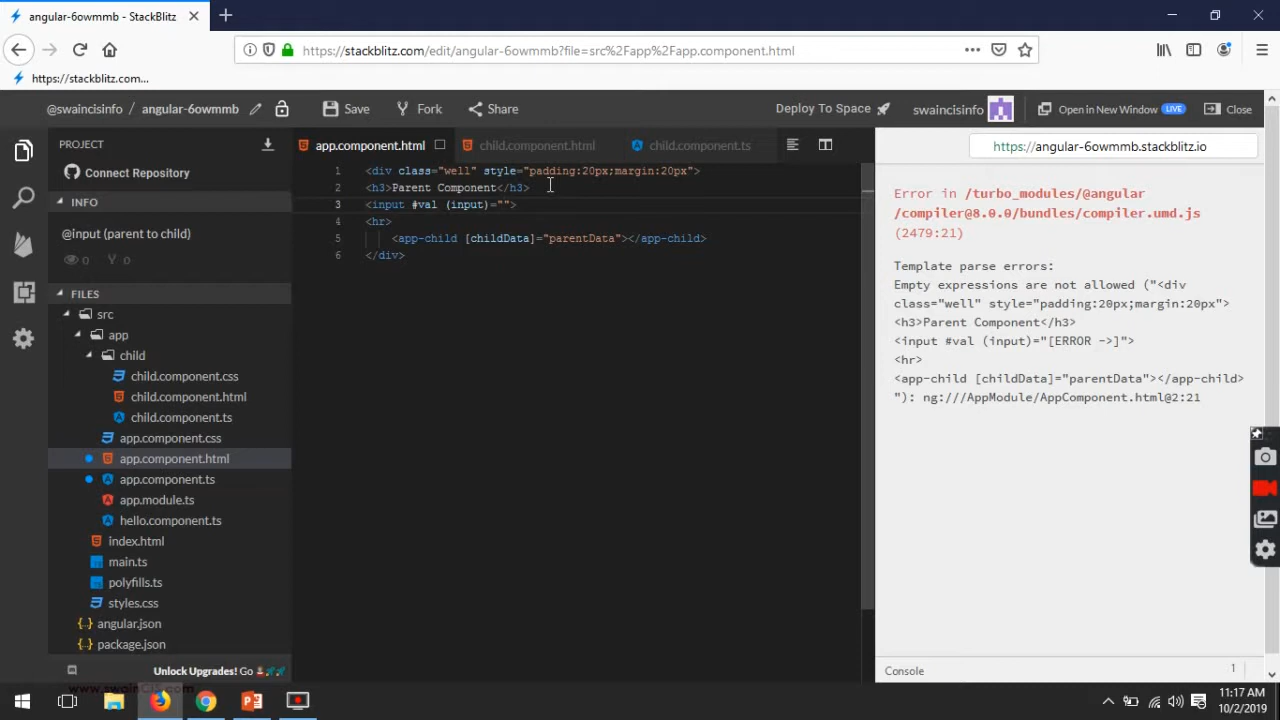 angular-6owmmb - StackBlitz
https://stackblitz.com/edit/angular-6owmmb?file=src%2Fapp%2Fapp.component.html
https://stackblitz.com...
@swaincisinfo / angular-6owmmb
Save
Fork
Share
Deploy To Space
swaincisinfo
Open in New Window
LIVE
Close
PROJECT
Connect Repository
INFO
@input (parent to child)
0
0
FILES
src
app
child
child.component.css
child.component.html
child.component.ts
app.component.css
app.component.html
app.component.ts
app.module.ts
hello.component.ts
index.html
main.ts
polyfills.ts
styles.css
angular.json
package.json
Unlock Upgrades! Go
app.component.html
child.component.html
child.component.ts
1 <div class="well" style="padding:20px;margin:20px">
2 <h3>Parent Component</h3>
3 <input #val (input)="">
4 <hr>
5 <app-child [childData]="parentData"></app-child>
6 </div>
https://angular-6owmmb.stackblitz.io
Error in /turbo_modules/@angular
/compiler@8.0.0/bundles/compiler.umd.js
(2479:21)
Template parse errors:
Empty expressions are not allowed ("<div
class="well" style="padding:20px;margin:20px">
<h3>Parent Component</h3>
<input #val (input)="[ERROR ->]">
<hr>
<app-child [childData]="parentData"></app-child>
"): ng:///AppModule/AppComponent.html@2:21
Console
1
www.swainCIS.com
11:17 AM
10/2/2019